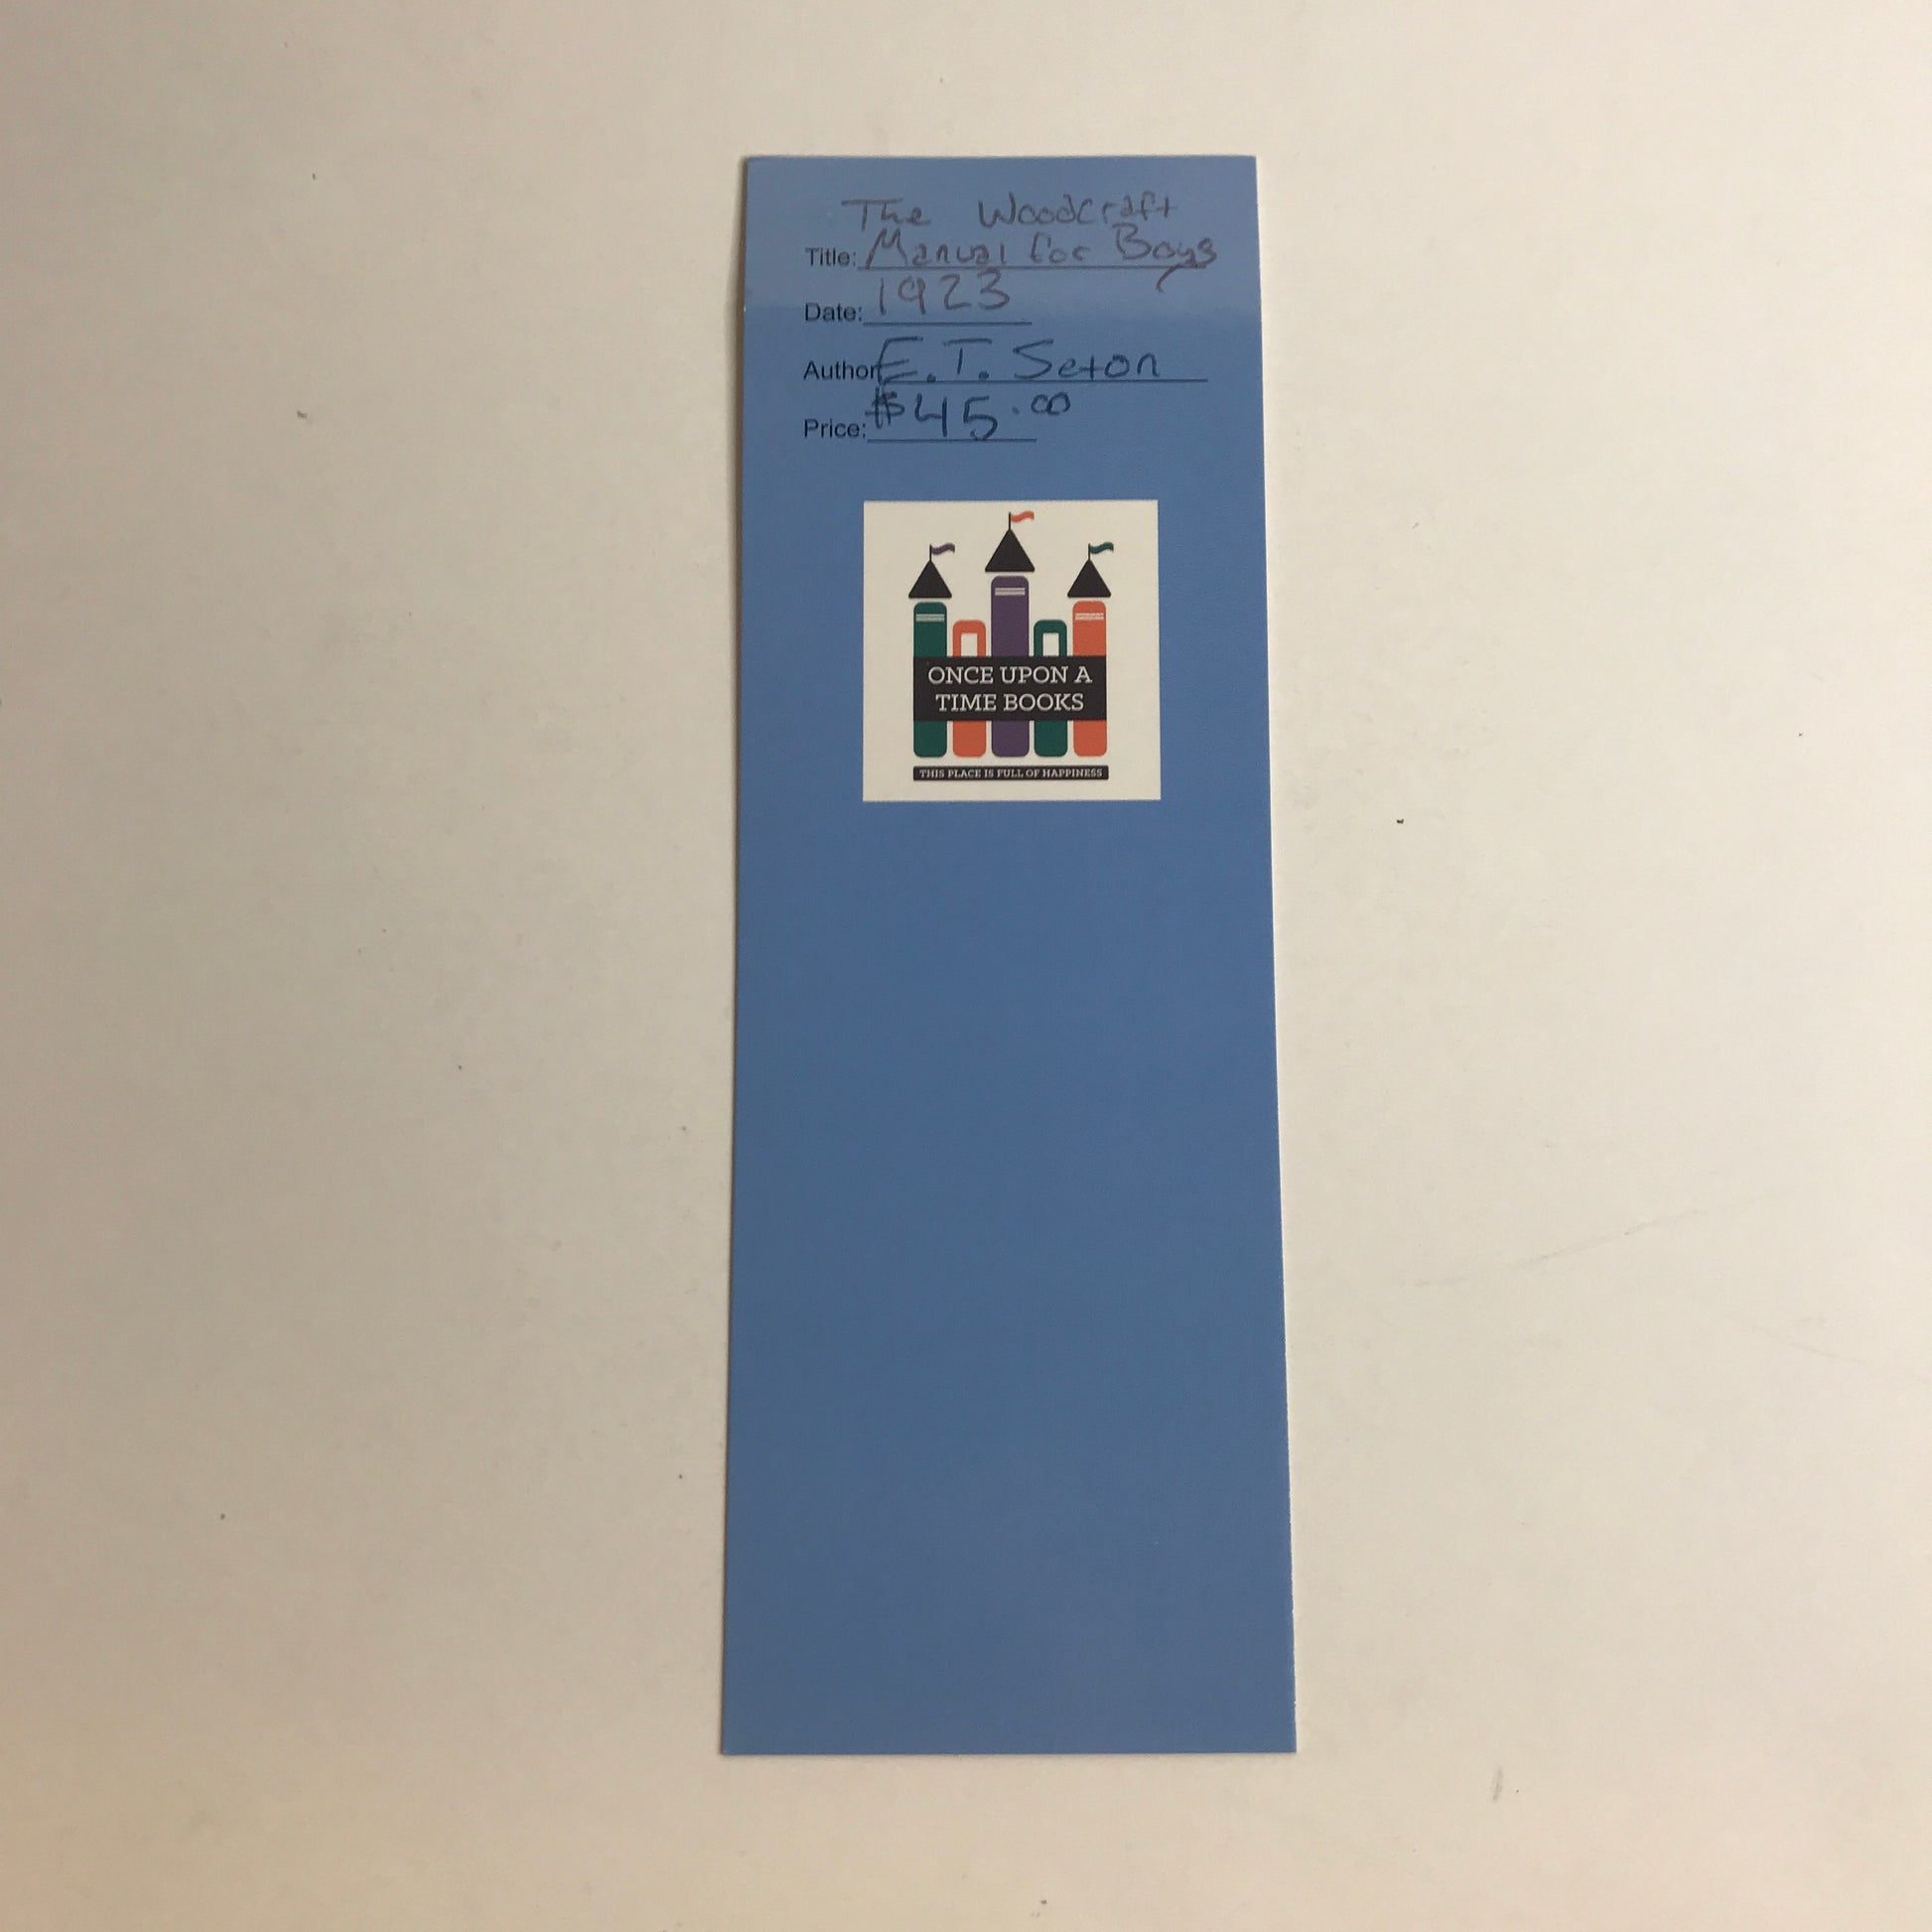 The Woodcraft
Title: Manual for Boys
Date: 1923
Author: E.T. Seton
Price: $45.00
ONCE UPON A
TIME BOOKS
THIS PLACE IS FULL OF HAPPINESS